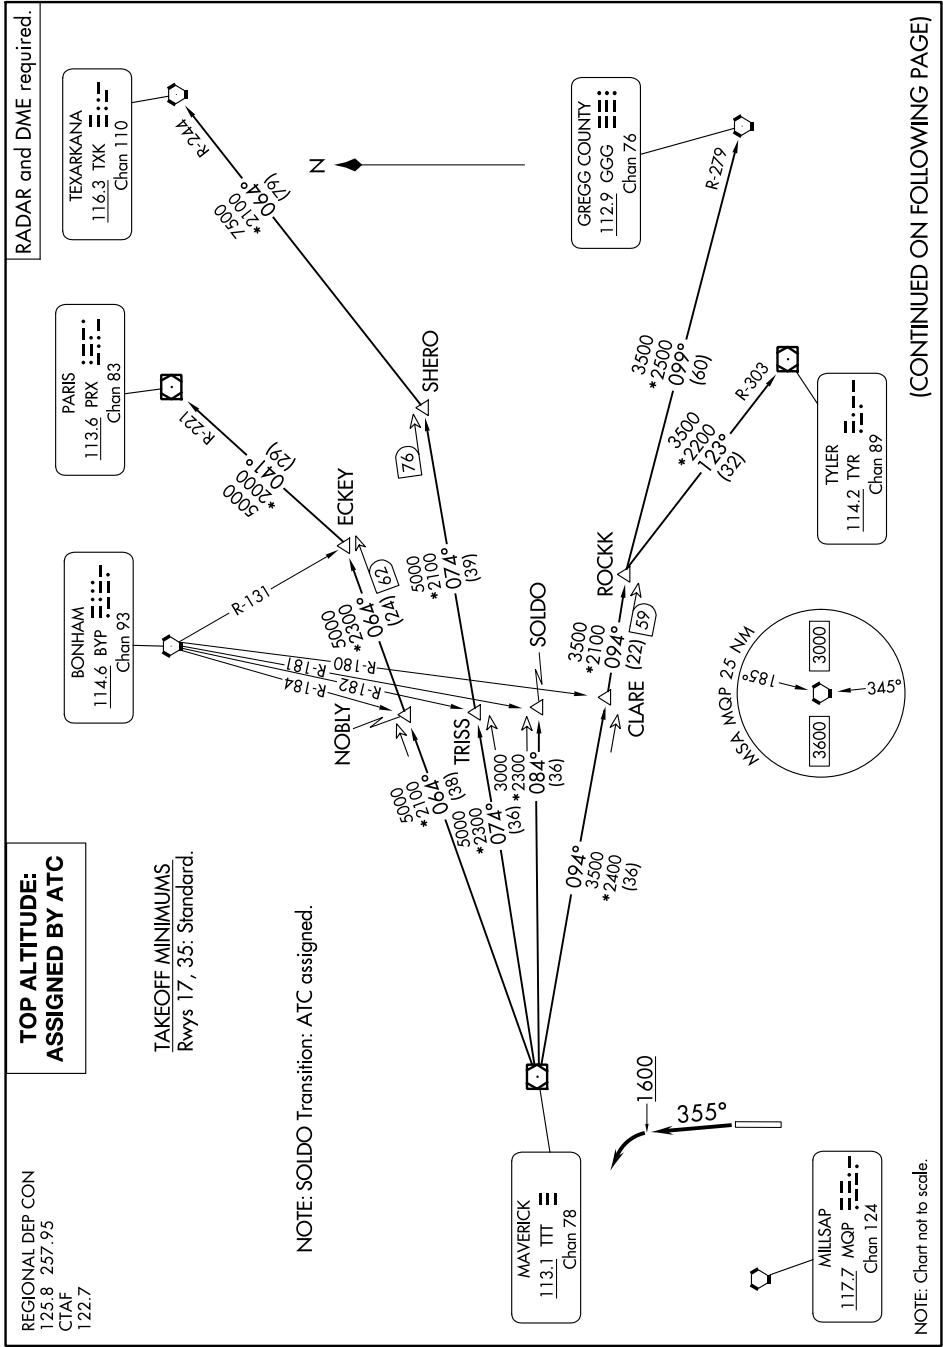 REGIONAL DEP CON
125.8 257.95
CTAF
122.7
TOP ALTITUDE:
ASSIGNED BY ATC
RADAR and DME required.
TAKEOFF MINIMUMS
Rwys 17, 35: Standard.
NOTE: SOLDO Transition: ATC assigned.
BONHAM
114.6 BYP
Chan 93
PARIS
113.6 PRX
Chan 83
TEXARKANA
116.3 TXK
Chan 110
R-131
R-184
R-181
R-182
R-180
R-221
5000
*2000
041°
(29)
R-244
7500
*2100
064°
(79)
N
NOBLY
ECKEY
5000
*2300
064°
(24)
62
SHERO
76
5000
*2100
074°
(39)
TRISS
5000
*2100
064°
(38)
5000
*2300
074°
(36)
3000
*2300
084°
(36)
SOLDO
094°
3500
*2400
(36)
CLARE
3500
*2100
094°
(22)
59
ROCKK
3500
*2500
099°
(60)
R-279
3500
*2200
123°
(32)
R-303
GREGG COUNTY
112.9 GGG
Chan 76
TYLER
114.2 TYR
Chan 89
MAVERICK
113.1 TTT
Chan 78
1600
355°
MILLSAP
117.7 MQP
Chan 124
MSA MQP 25 NM
185°
3600
3000
345°
NOTE: Chart not to scale.
(CONTINUED ON FOLLOWING PAGE)